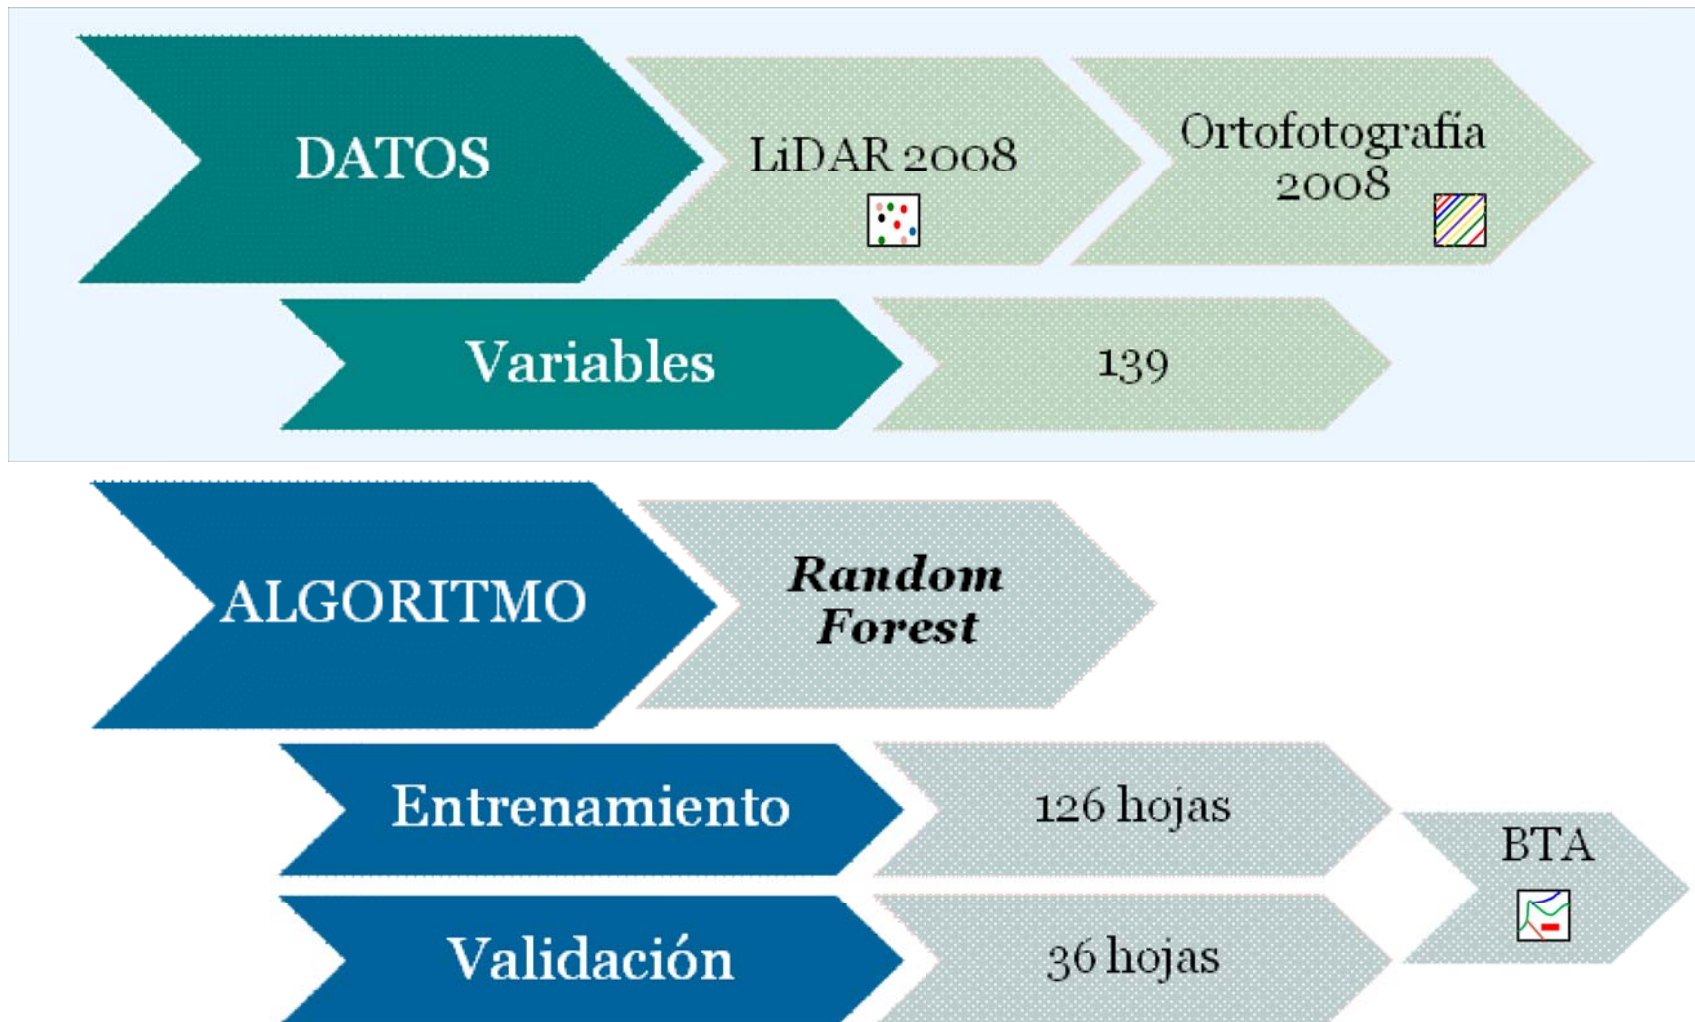 DATOS
LiDAR 2008
Ortofotografía
2008
Variables
139
ALGORITMO
Random
Forest
Entrenamiento
126 hojas
BTA
Validación
36 hojas